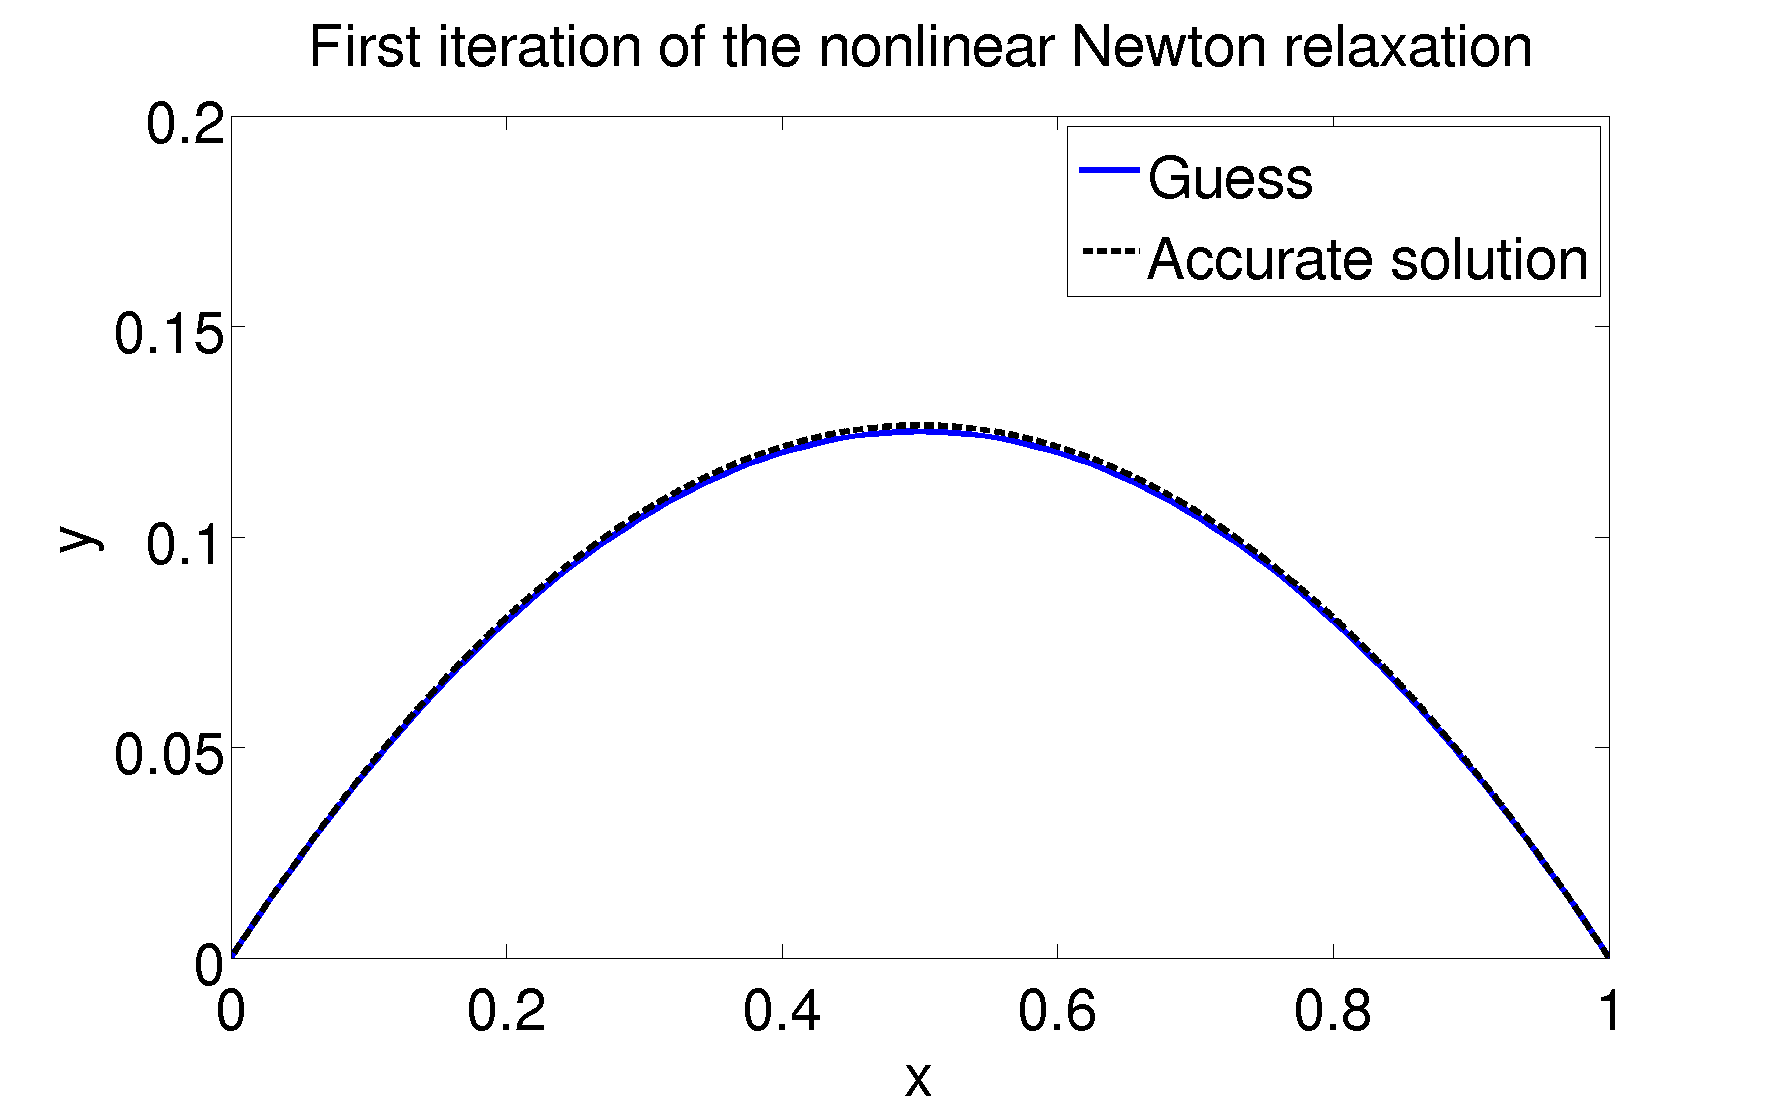 First iteration of the nonlinear Newton relaxation
0.2
0.15
0.1
0.05
0
y
Guess
Accurate solution
0 0.2 0.4 0.6 0.8 1
x